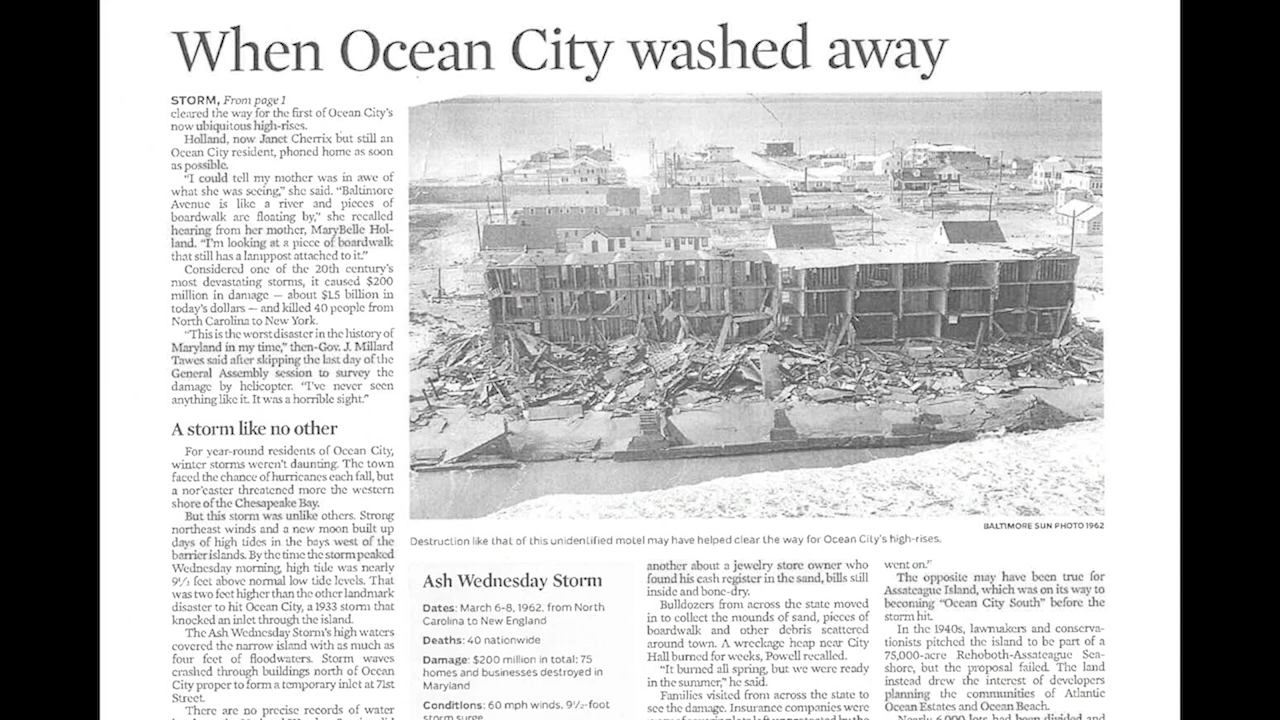 When Ocean City washed away
STORM, From page 1
cleared the way for the first of Ocean City's
now ubiquitous high-rises.
Holland, now Janet Cherrix but still an
Ocean City resident, phoned home as soon
as possible.
"I could tell my mother was in awe of
what she was seeing," she said. "Baltimore
Avenue is like a river and pieces of
boardwalk are floating by," she recalled
hearing from her mother, MaryBelle Hol-
land. "I'm looking at a piece of boardwalk
that still has a lamppost attached to it."
Considered one of the 20th century's
most devastating storms, it caused $200
million in damage — about $1.5 billion in
today's dollars — and killed 40 people from
North Carolina to New York.
"This is the worst disaster in the history of
Maryland in my time," then-Gov. J. Millard
Tawes said after skipping the last day of the
General Assembly session to survey the
damage by helicopter. "I've never seen
anything like it. It was a horrible sight."
A storm like no other
For year-round residents of Ocean City,
winter storms weren't daunting. The town
faced the chance of hurricanes each fall, but
a nor'easter threatened more the western
shore of the Chesapeake Bay.
But this storm was unlike others. Strong
northeast winds and a new moon built up
days of high tides in the bays west of the
barrier islands. By the time the storm peaked
Wednesday morning, high tide was nearly
9½ feet above normal low tide levels. That
was two feet higher than the other landmark
disaster to hit Ocean City, a 1933 storm that
knocked an inlet through the island.
The Ash Wednesday Storm's high waters
covered the narrow island with as much as
four feet of floodwaters. Storm waves
crashed through buildings north of Ocean
City proper to form a temporary inlet at 71st
Street.
There are no precise records of water
BALTIMORE SUN PHOTO 1962
Destruction like that of this unidentified motel may have helped clear the way for Ocean City's high-rises.
Ash Wednesday Storm
Dates: March 6-8, 1962, from North
Carolina to New England
Deaths: 40 nationwide
Damage: $200 million in total; 75
homes and businesses destroyed in
Maryland
Conditions: 60 mph winds, 9½-foot
storm surge
another about a jewelry store owner who
found his cash register in the sand, bills still
inside and bone-dry.
Bulldozers from across the state moved
in to collect the mounds of sand, pieces of
boardwalk and other debris scattered
around town. A wreckage heap near City
Hall burned for weeks, Powell recalled.
"It burned all spring, but we were ready
in the summer," he said.
Families visited from across the state to
see the damage. Insurance companies were
went on."
The opposite may have been true for
Assateague Island, which was on its way to
becoming "Ocean City South" before the
storm hit.
In the 1940s, lawmakers and conserva-
tionists pitched the island to be part of a
75,000-acre Rehoboth-Assateague Sea-
shore, but the proposal failed. The land
instead drew the interest of developers
planning the communities of Atlantic
Ocean Estates and Ocean Beach.
Nearly 6,000 lots had been divided and